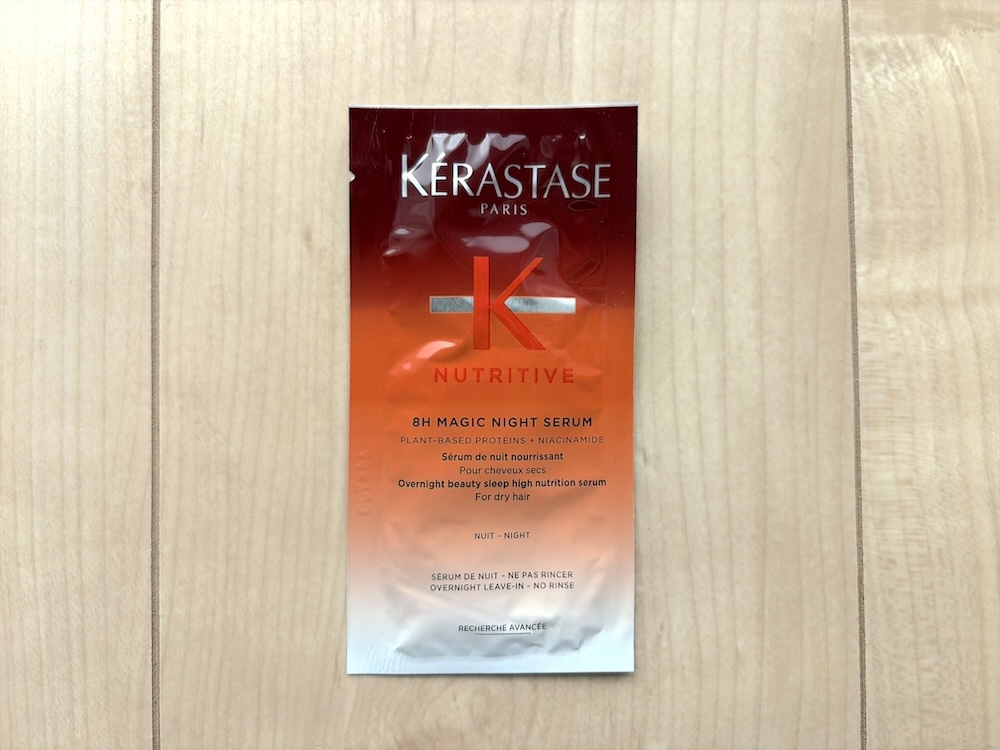 KÉRASTASE
PARIS
K
NUTRITIVE
8H MAGIC NIGHT SERUM
PLANT-BASED PROTEINS + NIACINAMIDE
Sérum de nuit nourrissant
Pour cheveux secs
Overnight beauty sleep high nutrition serum
For dry hair
NUIT - NIGHT
SÉRUM DE NUIT - NE PAS RINCER
OVERNIGHT LEAVE-IN - NO RINSE
RECHERCHE AVANCÉE